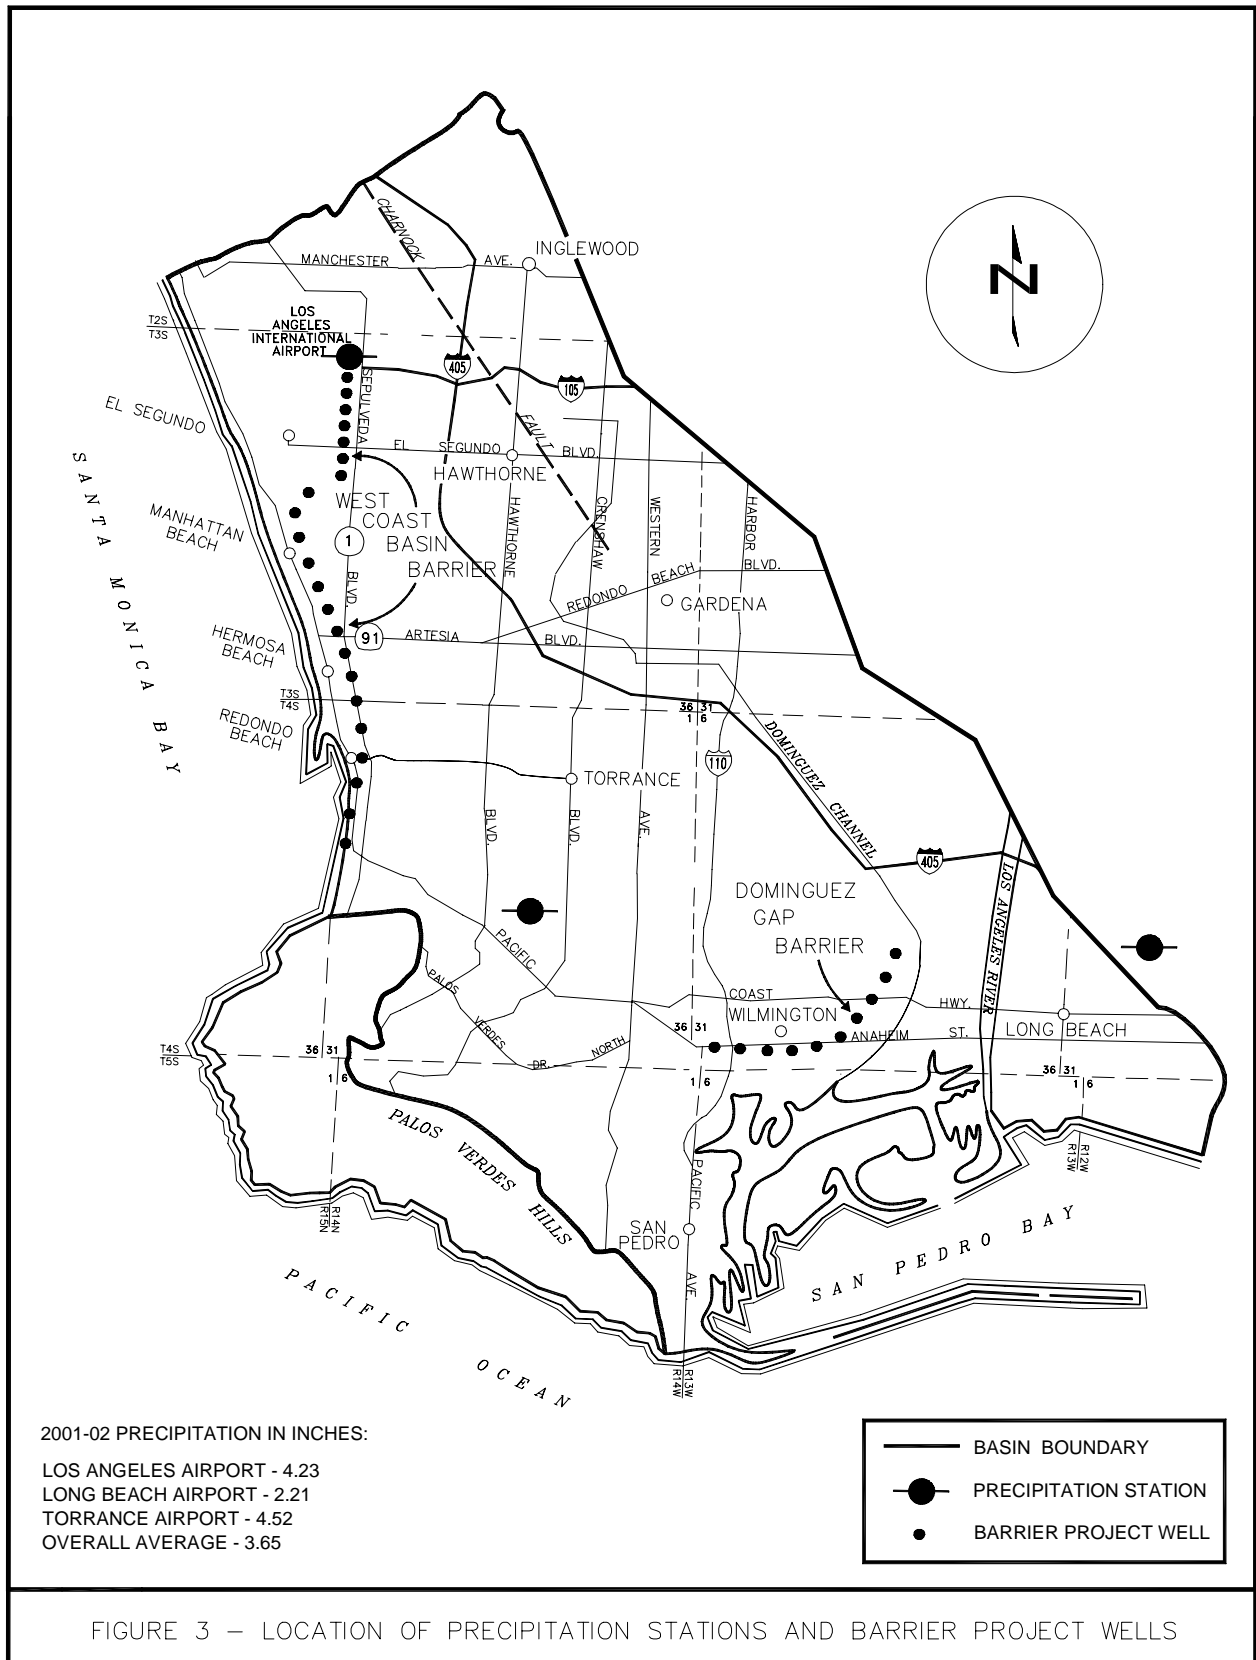 INGLEWOOD
CHARNOCK
MANCHESTER AVE.
LOS
ANGELES
INTERNATIONAL
AIRPORT
T2S
T3S
N
405
105
SEPULVEDA
EL SEGUNDO
FAULT
EL SEGUNDO BLVD.
HAWTHORNE
SANTA MONICA BAY
MANHATTAN
BEACH
WEST
COAST
BASIN
BARRIER
1
BLVD.
HAWTHORNE
CRENSHAW
WESTERN
HARBOR
REDONDO BEACH BLVD.
GARDENA
HERMOSA
BEACH
91
ARTESIA BLVD.
T3S
T4S
36 31
1 6
REDONDO
BEACH
DOMINGUEZ CHANNEL
110
TORRANCE
BLVD.
BLVD.
AVE.
405
LOS ANGELES RIVER
DOMINGUEZ
GAP
BARRIER
PACIFIC
COAST
HWY.
PALOS
VERDES
DR.
NORTH
WILMINGTON
36 31
ANAHEIM ST.
LONG BEACH
T4S
T5S
36 31
1 6
1 6
36 31
1 6
PALOS VERDES HILLS
PACIFIC
AVE.
R12W
R13W
R14N
R15N
SAN
PEDRO
SAN PEDRO BAY
PACIFIC OCEAN
R13W
R14W
2001-02 PRECIPITATION IN INCHES:
LOS ANGELES AIRPORT - 4.23
LONG BEACH AIRPORT - 2.21
TORRANCE AIRPORT - 4.52
OVERALL AVERAGE - 3.65
BASIN BOUNDARY
PRECIPITATION STATION
BARRIER PROJECT WELL
FIGURE 3 – LOCATION OF PRECIPITATION STATIONS AND BARRIER PROJECT WELLS